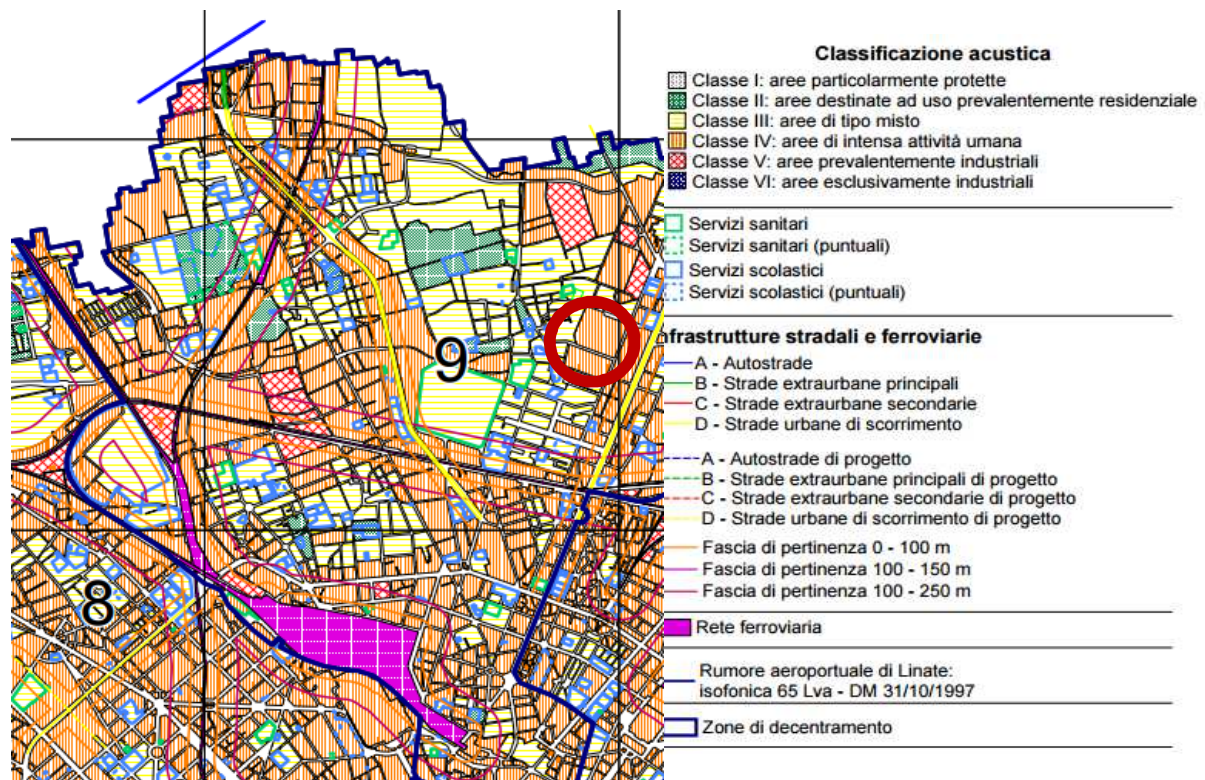 Classificazione acustica
Classe I: aree particolarmente protette
Classe II: aree destinate ad uso prevalentemente residenziale
Classe III: aree di tipo misto
Classe IV: aree di intensa attività umana
Classe V: aree prevalentemente industriali
Classe VI: aree esclusivamente industriali
Servizi sanitari
Servizi sanitari (puntuali)
Servizi scolastici
Servizi scolastici (puntuali)
nfrastrutture stradali e ferroviarie
A - Autostrade
B - Strade extraurbane principali
C - Strade extraurbane secondarie
D - Strade urbane di scorrimento
A - Autostrade di progetto
B - Strade extraurbane principali di progetto
C - Strade extraurbane secondarie di progetto
D - Strade urbane di scorrimento di progetto
Fascia di pertinenza 0 - 100 m
Fascia di pertinenza 100 - 150 m
Fascia di pertinenza 100 - 250 m
Rete ferroviaria
Rumore aeroportuale di Linate:
isofonica 65 Lva - DM 31/10/1997
Zone di decentramento
9
8